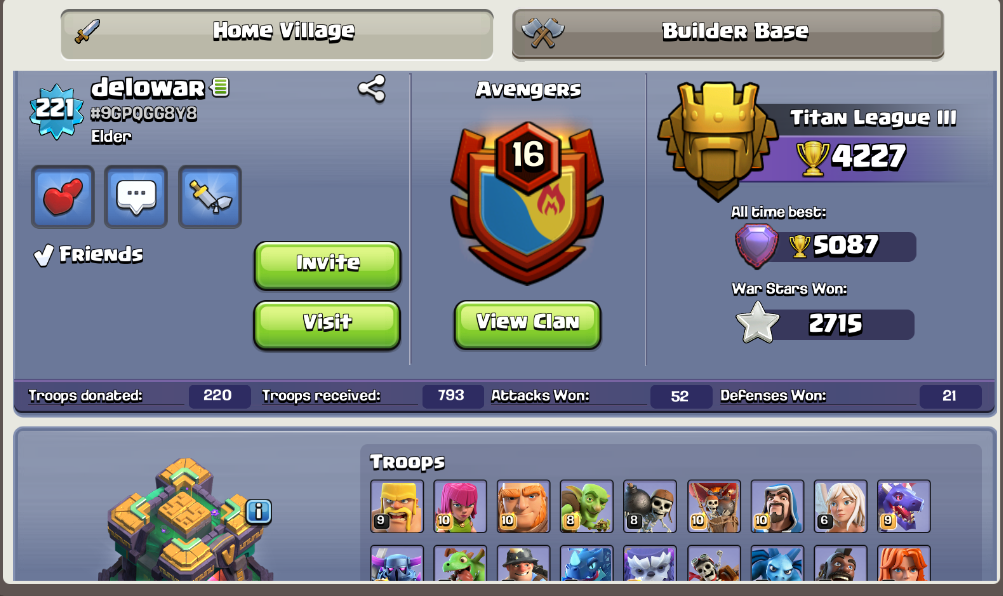 Home Village
Builder Base
221
delowar
#9GPQGG8Y8
Elder
Friends
Invite
Visit
Avengers
16
View Clan
Titan League III
4227
All time best:
5087
War Stars Won:
2715
Troops donated: 220 Troops received: 793 Attacks Won: 52 Defenses Won: 21
i
Troops
9 10 10 8 8 10 10 6 9